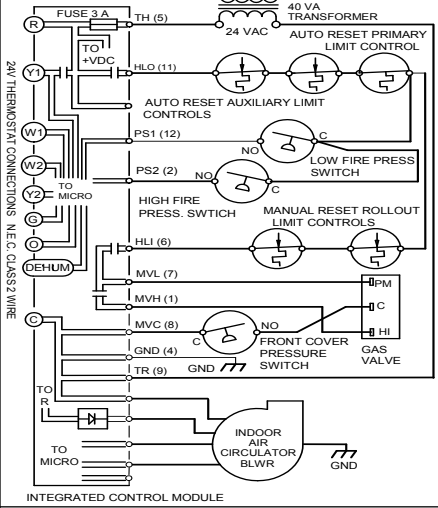 40 VA
TRANSFORMER
FUSE 3 A
TH (5)
24 VAC
R
TO
+VDC
AUTO RESET PRIMARY
LIMIT CONTROL
Y1
HLO (11)
AUTO RESET AUXILIARY LIMIT
CONTROLS
PS1 (12)
W1
C
NO
LOW FIRE PRESS
SWITCH
W2
PS2 (2)
NO
C
Y2
TO
MICRO
HIGH FIRE
PRESS. SWTICH
G
MANUAL RESET ROLLOUT
LIMIT CONTROLS
O
HLI (6)
DEHUM
MVL (7)
PM
MVH (1)
C
C
MVC (8)
NO
C
HI
FRONT COVER
PRESSURE
SWITCH
GAS
VALVE
GND (4)
GND
TR (9)
TO
R
TO
MICRO
INDOOR
AIR
CIRCULATOR
BLWR
GND
INTEGRATED CONTROL MODULE
24V THERMOSTAT CONNECTIONS N.E.C. CLASS 2 WIRE